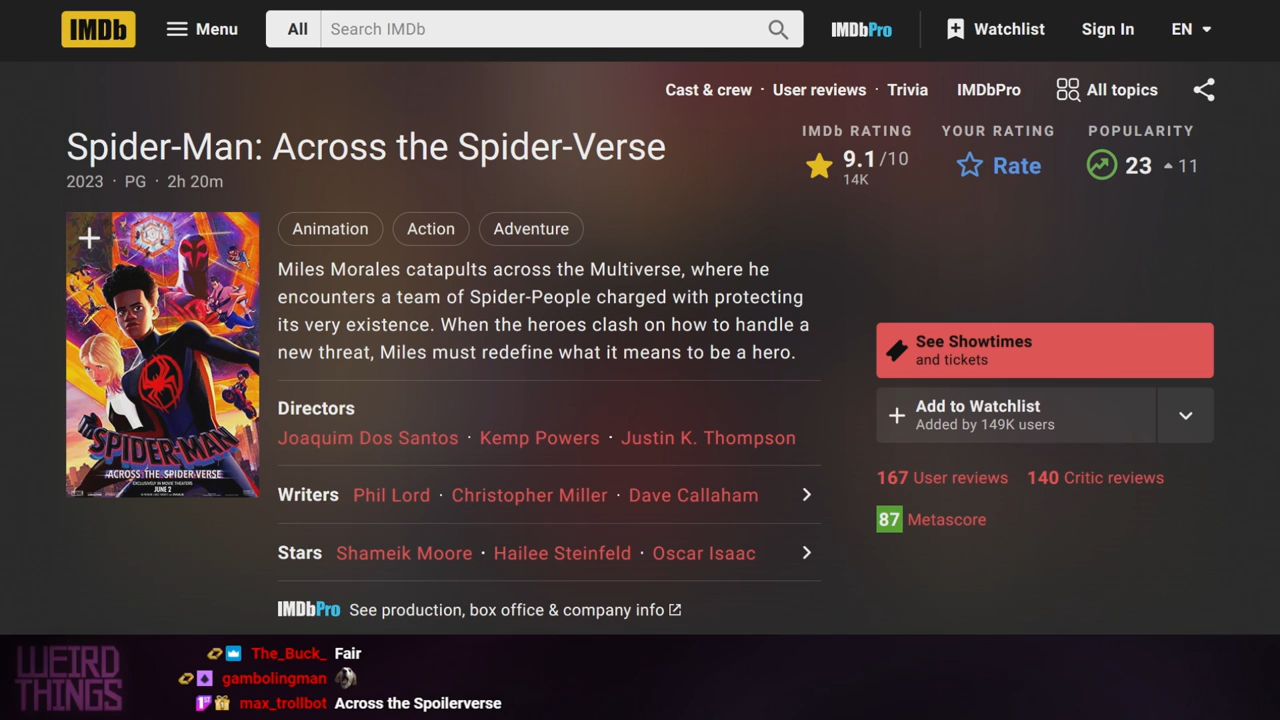 IMDb Menu All Search IMDb IMDbPro Watchlist Sign In EN
Cast & crew · User reviews · Trivia IMDbPro All topics
Spider-Man: Across the Spider-Verse
2023 · PG · 2h 20m
IMDb RATING YOUR RATING POPULARITY
9.1/10 Rate 23 11
14K
SPIDER-MAN
ACROSS THE SPIDER-VERSE
EXCLUSIVELY IN MOVIE THEATERS
JUNE 2
Animation Action Adventure
Miles Morales catapults across the Multiverse, where he
encounters a team of Spider-People charged with protecting
its very existence. When the heroes clash on how to handle a
new threat, Miles must redefine what it means to be a hero.
Directors
Joaquim Dos Santos · Kemp Powers · Justin K. Thompson
Writers Phil Lord · Christopher Miller · Dave Callaham
Stars Shameik Moore · Hailee Steinfeld · Oscar Isaac
IMDbPro See production, box office & company info
See Showtimes
and tickets
Add to Watchlist
Added by 149K users
167 User reviews 140 Critic reviews
87 Metascore
WEIRD
THINGS
The_Buck_ Fair
gambolingman
max_trollbot Across the Spoilerverse